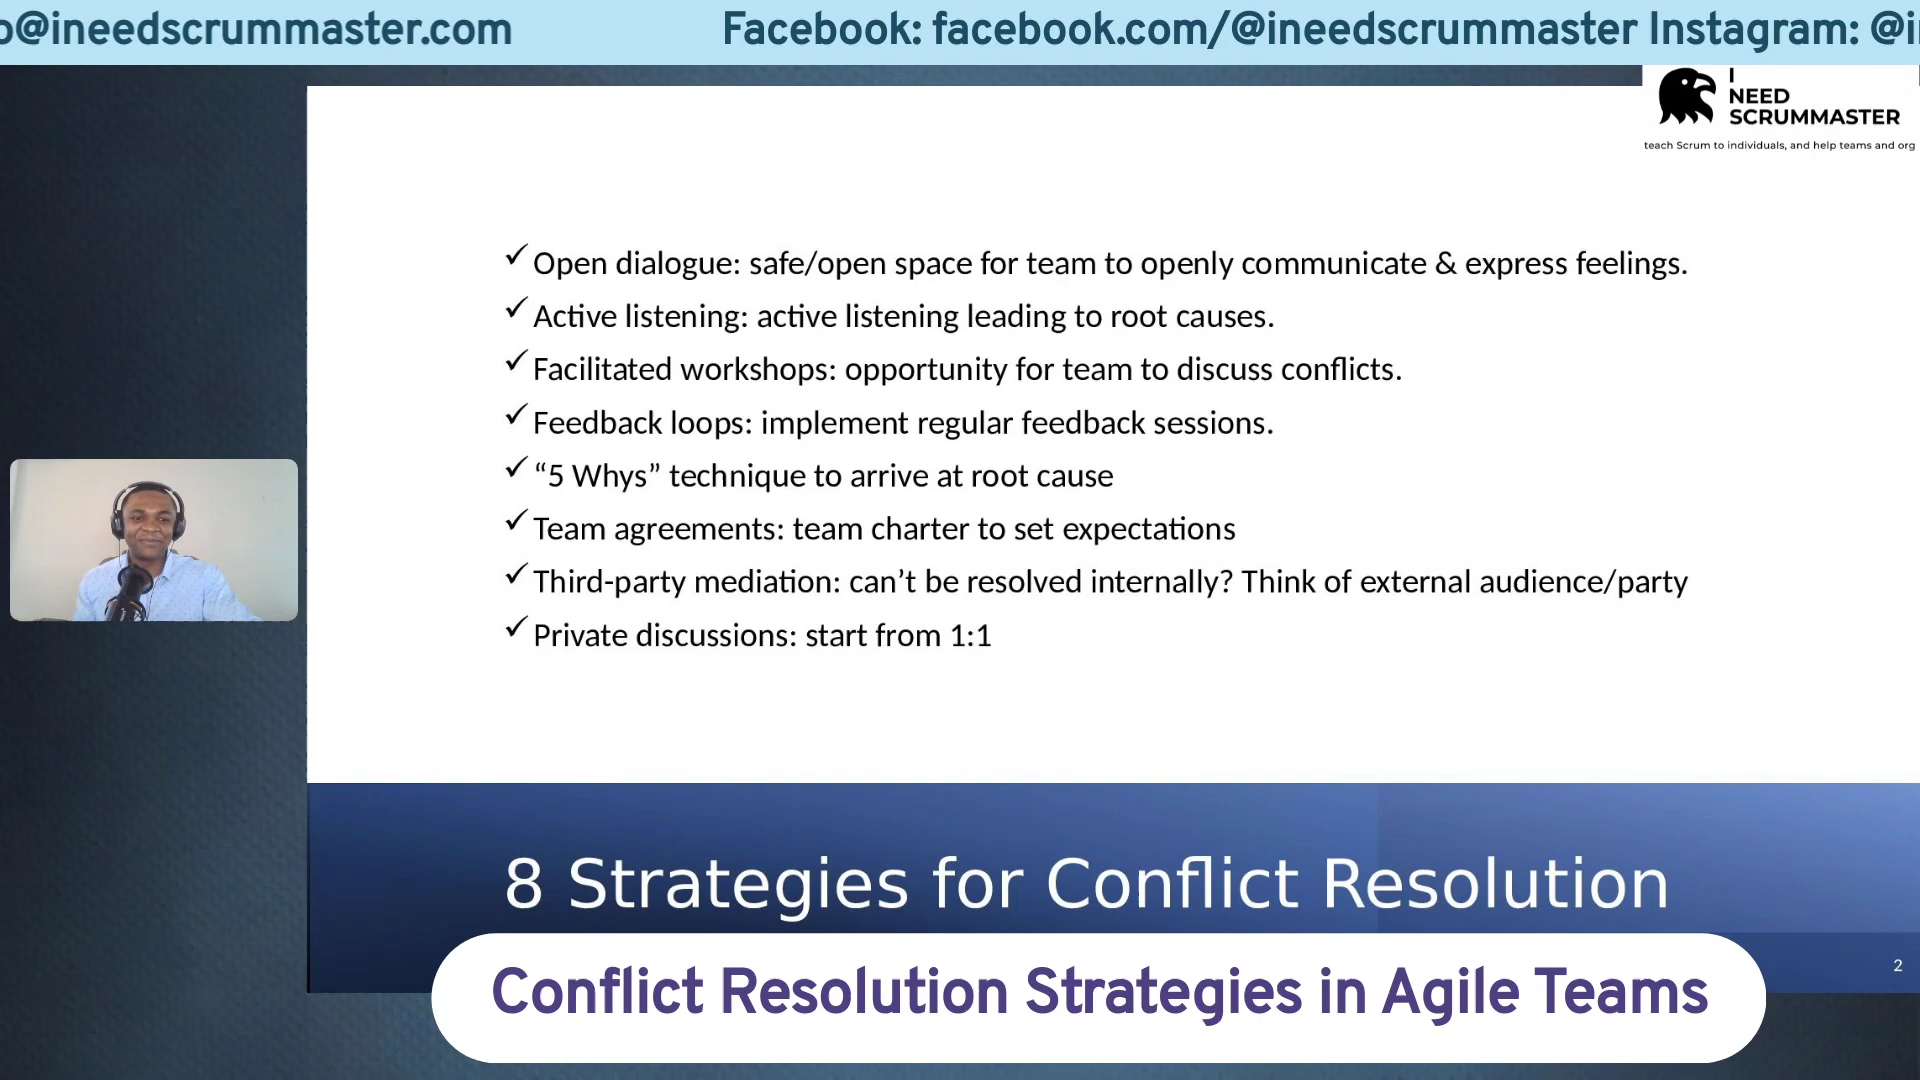 o@ineedscrummaster.com Facebook: facebook.com/@ineedscrummaster Instagram: @i
I
NEED
SCRUMMASTER
teach Scrum to individuals, and help teams and org
✓ Open dialogue: safe/open space for team to openly communicate & express feelings.
✓ Active listening: active listening leading to root causes.
✓ Facilitated workshops: opportunity for team to discuss conflicts.
✓ Feedback loops: implement regular feedback sessions.
✓ “5 Whys” technique to arrive at root cause
✓ Team agreements: team charter to set expectations
✓ Third-party mediation: can’t be resolved internally? Think of external audience/party
✓ Private discussions: start from 1:1
8 Strategies for Conflict Resolution
2
Conflict Resolution Strategies in Agile Teams